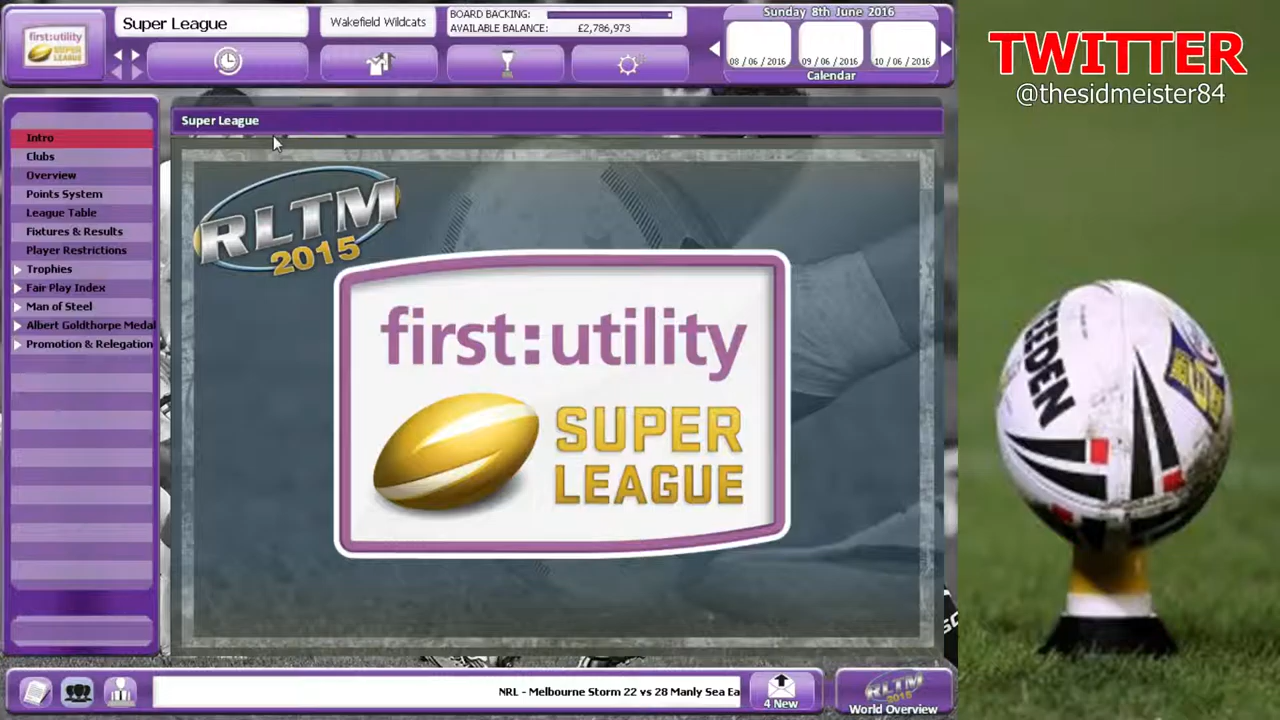 first:utility
SUPER
LEAGUE
Super League
Wakefield Wildcats
BOARD BACKING:
AVAILABLE BALANCE: £2,786,973
Sunday 8th June 2016
08 / 06 / 2016
09 / 06 / 2016
10 / 06 / 2016
Calendar
TWITTER
@thesidmeister84
Intro
Clubs
Overview
Points System
League Table
Fixtures & Results
Player Restrictions
Trophies
Fair Play Index
Man of Steel
Albert Goldthorpe Medal
Promotion & Relegation
Super League
RLTM
2015
first:utility
SUPER
LEAGUE
EEDEN
NRL - Melbourne Storm 22 vs 28 Manly Sea Ea
4 New
RLTM
2015
World Overview